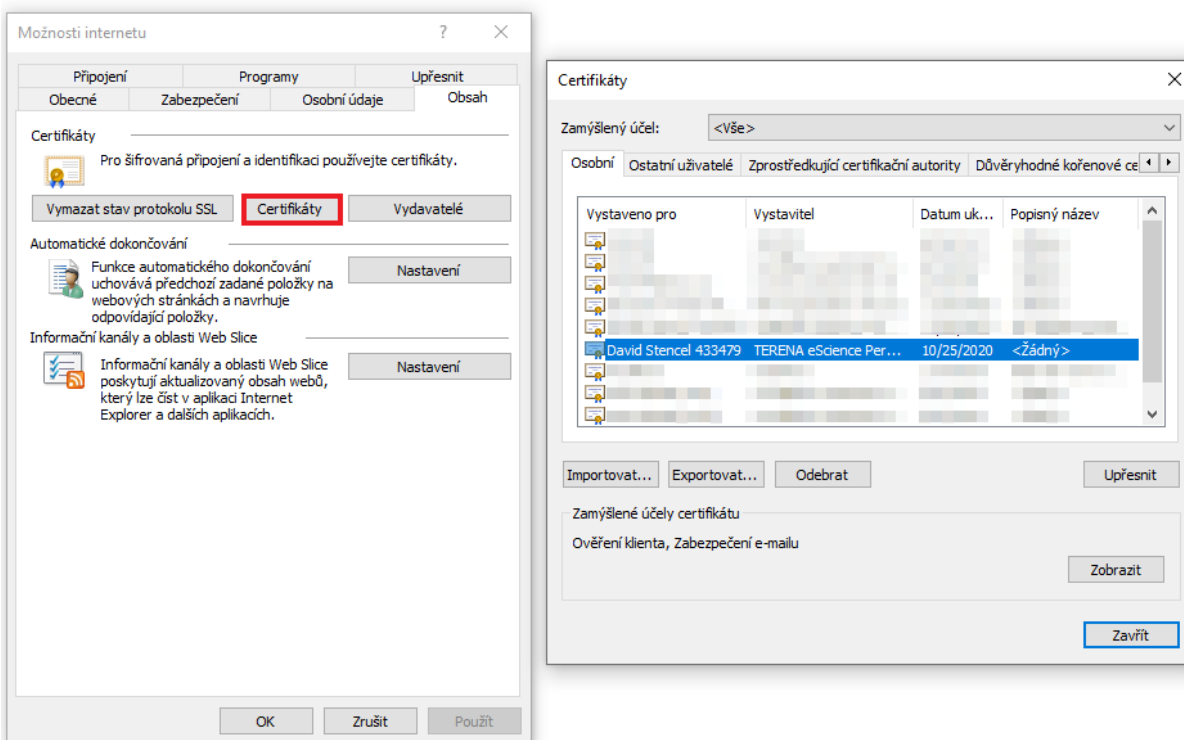 Možnosti internetu
?
Připojení Programy Upřesnit
Obecné Zabezpečení Osobní údaje Obsah
Certifikáty
Pro šifrovaná připojení a identifikaci používejte certifikáty.
Vymazat stav protokolu SSL Certifikáty Vydavatelé
Automatické dokončování
Funkce automatického dokončování
uchovává předchozí zadané položky na
webových stránkách a navrhuje
odpovídající položky.
Nastavení
Informační kanály a oblasti Web Slice
Informační kanály a oblasti Web Slice
poskytují aktualizovaný obsah webů,
který lze číst v aplikaci Internet
Explorer a dalších aplikacích.
Nastavení
OK Zrušit Použít
Certifikáty
Zamýšlený účel: <Vše>
Osobní Ostatní uživatelé Zprostředkující certifikační autority Důvěryhodné kořenové ce
Vystaveno pro Vystavitel Datum uk... Popisný název
David Stencel 433479 TERENA eScience Per... 10/25/2020 <Žádný>
Importovat... Exportovat... Odebrat Upřesnit
Zamýšlené účely certifikátu
Ověření klienta, Zabezpečení e-mailu
Zobrazit
Zavřít